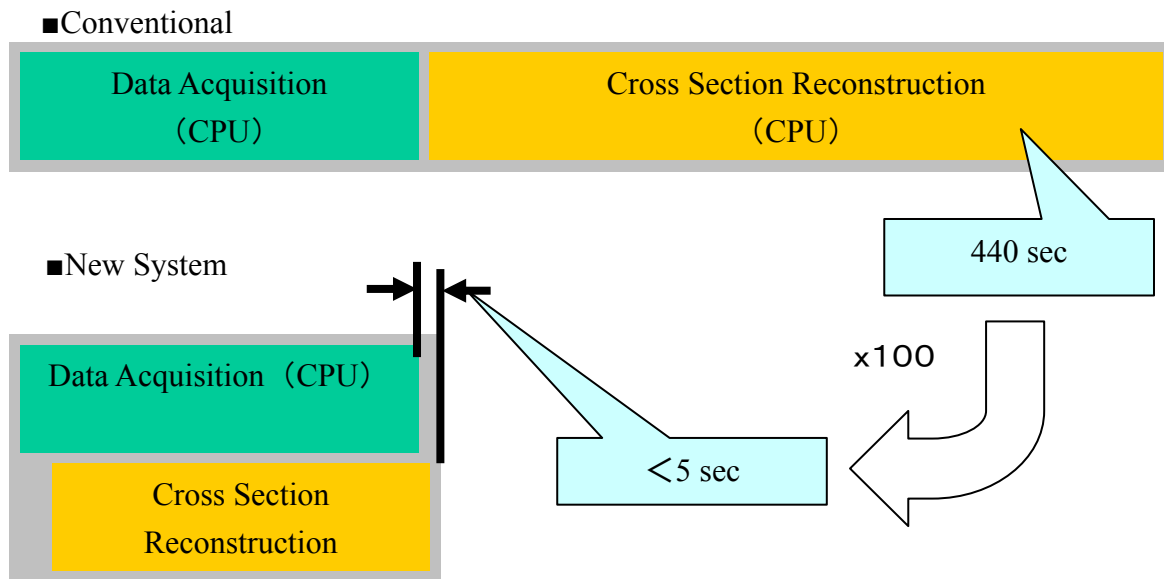 ■Conventional
Data Acquisition
（CPU）
Cross Section Reconstruction
（CPU）
440 sec
■New System
x100
Data Acquisition（CPU）
＜5 sec
Cross Section
Reconstruction